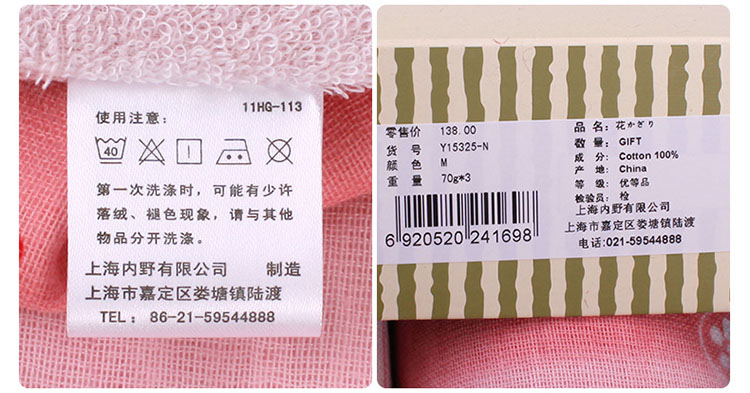 11HG-113
使用注意:
40
第一次洗涤时,可能有少许
落绒、褪色现象,请与其他
物品分开洗涤.
上海内野有限公司 制造
上海市嘉定区娄塘镇陆渡
TEL: 86-21-59544888
零售价 138.00
货号 Y15325-N
颜色 M
重量 70g*3
6 920520 241698
品名: 花かざり
数量: GIFT
成分: Cotton 100%
产地: China
等级: 优等品
检验员: 检
上海内野有限公司
上海市嘉定区娄塘镇陆渡
电话:021-59544888